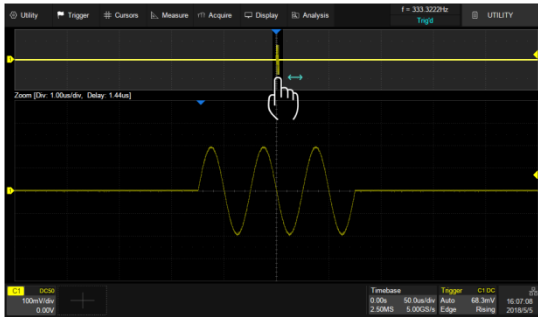 Utility Trigger Cursors Measure Acquire Display Analysis f = 333.3222Hz Trig'd UTILITY
Zoom [Div: 1.00us/div, Delay: 1.44us]
C1 DC50 Timebase Trigger C1 DC
100mV/div 0.00s 50.0us/div Auto 68.3mV 16:07:08
0.00V 2.50MS 5.00GS/s Edge Rising 2018/5/5